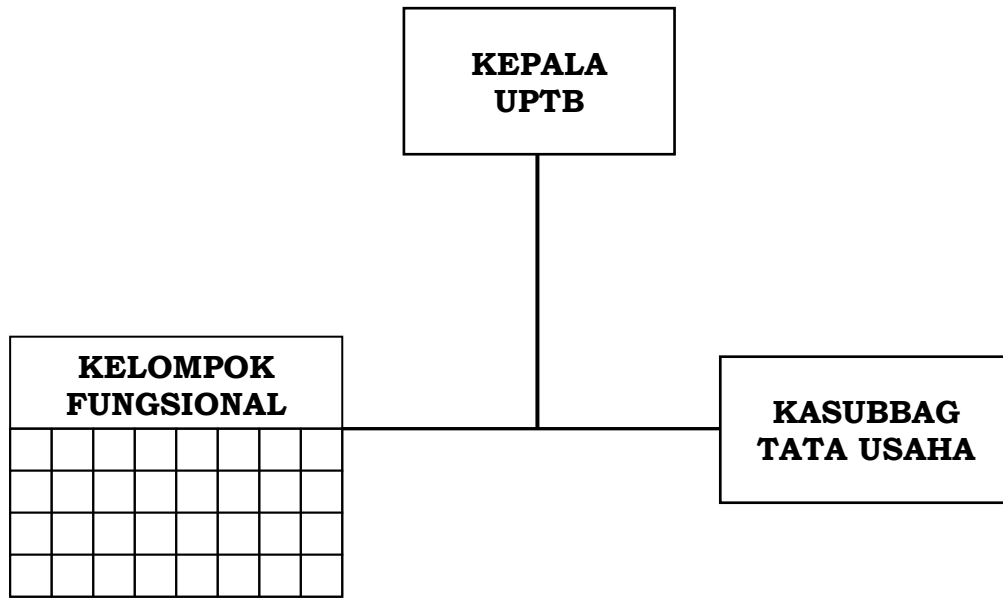 KEPALA
UPTB
KELOMPOK
FUNGSIONAL
KASUBBAG
TATA USAHA